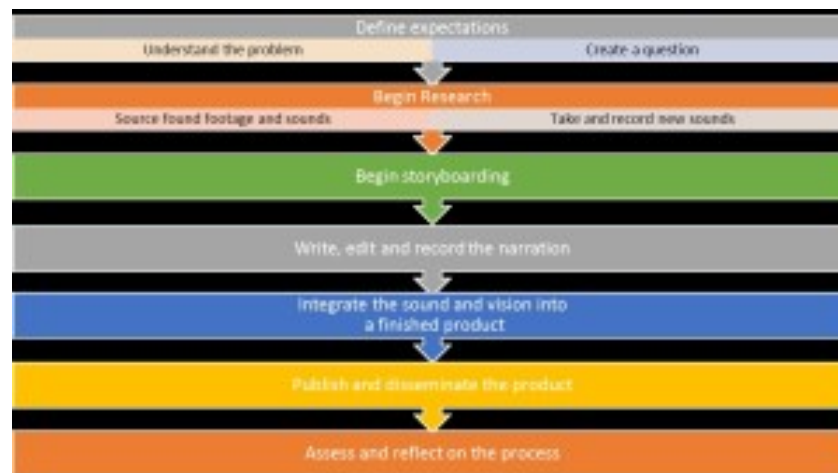 Define expectations
Understand the problem
Create a question
Begin Research
Source found footage and sounds
Take and record new sounds
Begin storyboarding
Write, edit and record the narration
Integrate the sound and vision into
a finished product
Publish and disseminate the product
Assess and reflect on the process